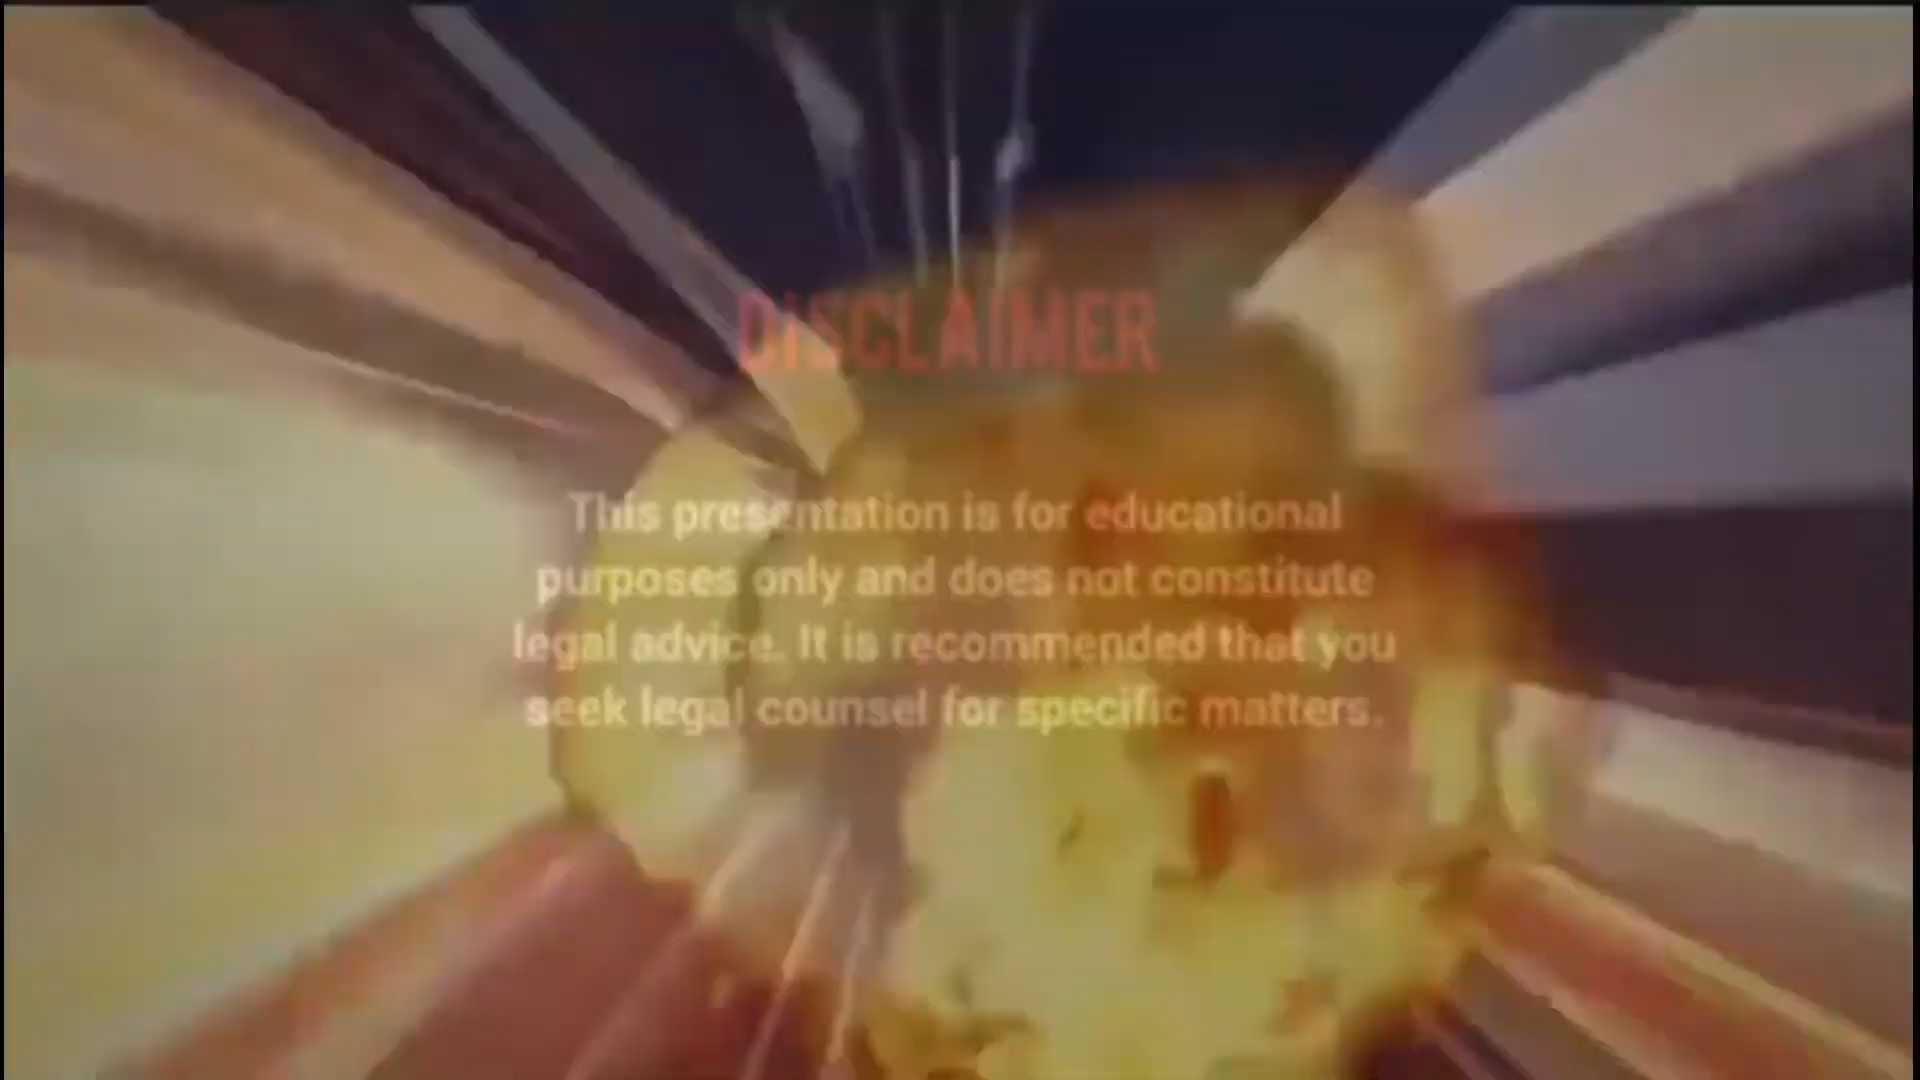 DISCLAIMER
This presentation is for educational
purposes only and does not constitute
legal advice. It is recommended that you
seek legal counsel for specific matters.